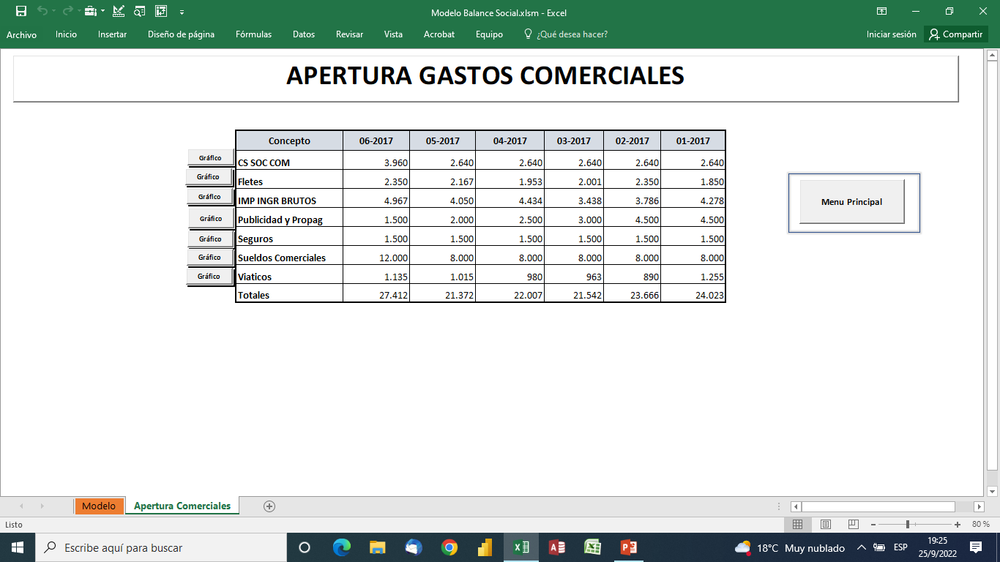 Modelo Balance Social.xlsm - Excel
Archivo Inicio Insertar Diseño de página Fórmulas Datos Revisar Vista Acrobat Equipo ¿Qué desea hacer? Iniciar sesión Compartir
APERTURA GASTOS COMERCIALES
Concepto 06-2017 05-2017 04-2017 03-2017 02-2017 01-2017
Gráfico CS SOC COM 3.960 2.640 2.640 2.640 2.640 2.640
Gráfico Fletes 2.350 2.167 1.953 2.001 2.350 1.850
Gráfico IMP INGR BRUTOS 4.967 4.050 4.434 3.438 3.786 4.278
Menu Principal
Gráfico Publicidad y Propag 1.500 2.000 2.500 3.000 4.500 4.500
Gráfico Seguros 1.500 1.500 1.500 1.500 1.500 1.500
Gráfico Sueldos Comerciales 12.000 8.000 8.000 8.000 8.000 8.000
Gráfico Viaticos 1.135 1.015 980 963 890 1.255
Totales 27.412 21.372 22.007 21.542 23.666 24.023
Modelo Apertura Comerciales
Listo 80 %
Escribe aquí para buscar 18°C Muy nublado ESP 19:25
25/9/2022